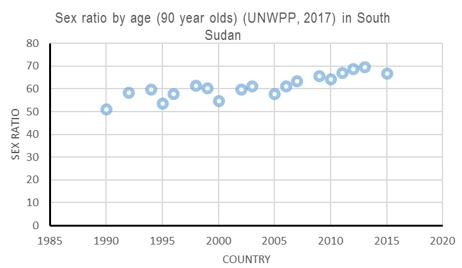 Sex ratio by age (90 year olds) (UNWPP, 2017) in South
Sudan
80
70
60
50
40
30
20
10
0
SEX RATIO
1985 1990 1995 2000 2005 2010 2015 2020
COUNTRY